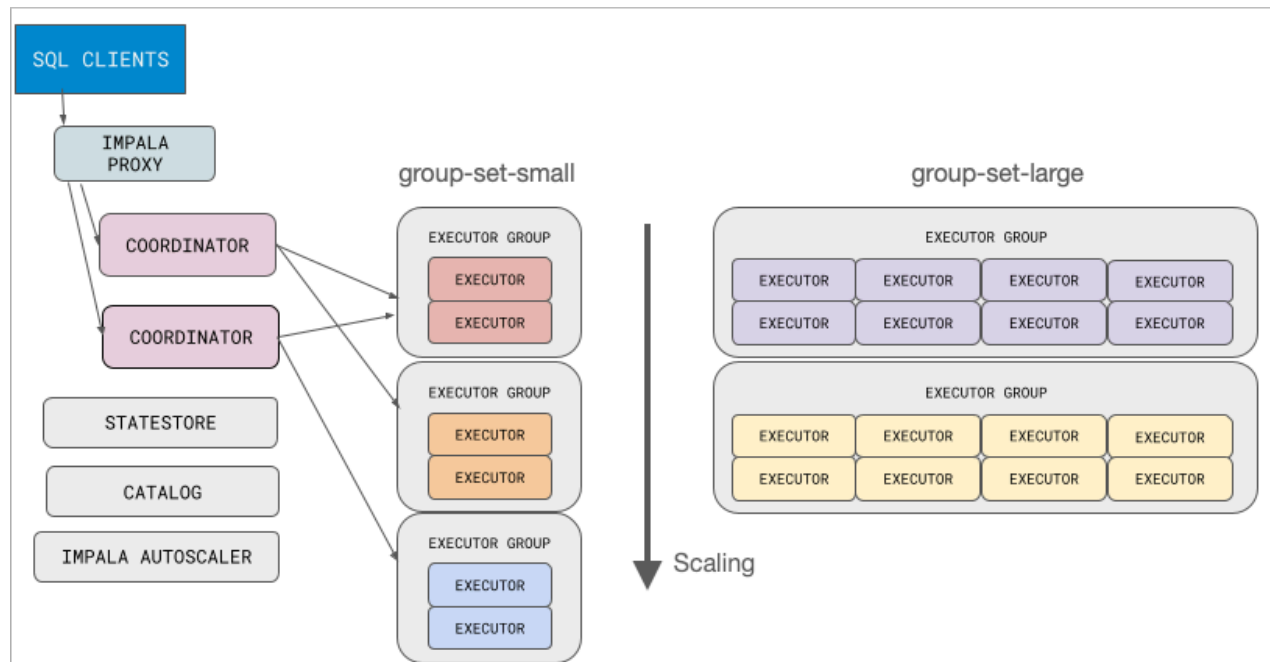 SQL CLIENTS
IMPALA
PROXY
COORDINATOR
COORDINATOR
STATESTORE
CATALOG
IMPALA AUTOSCALER
group-set-small
EXECUTOR GROUP
EXECUTOR
EXECUTOR
EXECUTOR GROUP
EXECUTOR
EXECUTOR
EXECUTOR GROUP
EXECUTOR
EXECUTOR
Scaling
group-set-large
EXECUTOR GROUP
EXECUTOR EXECUTOR EXECUTOR EXECUTOR
EXECUTOR EXECUTOR EXECUTOR EXECUTOR
EXECUTOR GROUP
EXECUTOR EXECUTOR EXECUTOR EXECUTOR
EXECUTOR EXECUTOR EXECUTOR EXECUTOR